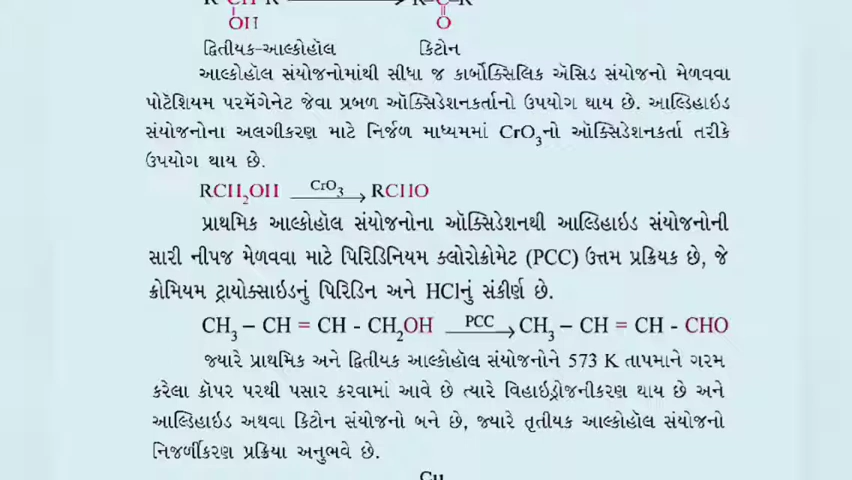 OH O
દ્વિતીયક-આલ્કોહૉલ કિટોન
આલ્કોહૉલ સંયોજનોમાંથી સીધા જ કાર્બોક્સિલિક ઍસિડ સંયોજનો મેળવવા
પોટૅશિયમ પરમૅંગેનેટ જેવા પ્રબળ ઑક્સિડેશનકર્તાનો ઉપયોગ થાય છે. આલ્ડિહાઇડ
સંયોજનોના અલગીકરણ માટે નિર્જળ માધ્યમમાં CrO₃નો ઑક્સિડેશનકર્તા તરીકે
ઉપયોગ થાય છે.
RCH₂OH CrO₃→ RCHO
પ્રાથમિક આલ્કોહૉલ સંયોજનોના ઑક્સિડેશનથી આલ્ડિહાઇડ સંયોજનોની
સારી નીપજ મેળવવા માટે પિરિડિનિયમ ક્લોરોક્રોમેટ (PCC) ઉત્તમ પ્રક્રિયક છે, જે
ક્રોમિયમ ટ્રાયોક્સાઇડનું પિરિડિન અને HClનું સંકીર્ણ છે.
CH₃ – CH = CH - CH₂OH PCC→ CH₃ – CH = CH - CHO
જ્યારે પ્રાથમિક અને દ્વિતીયક આલ્કોહૉલ સંયોજનોને 573 K તાપમાને ગરમ
કરેલા કૉપર પરથી પસાર કરવામાં આવે છે ત્યારે વિહાઇડ્રોજનીકરણ થાય છે અને
આલ્ડિહાઇડ અથવા કિટોન સંયોજનો બને છે, જ્યારે તૃતીયક આલ્કોહૉલ સંયોજનો
નિજર્ળીકરણ પ્રક્રિયા અનુભવે છે.
Cu